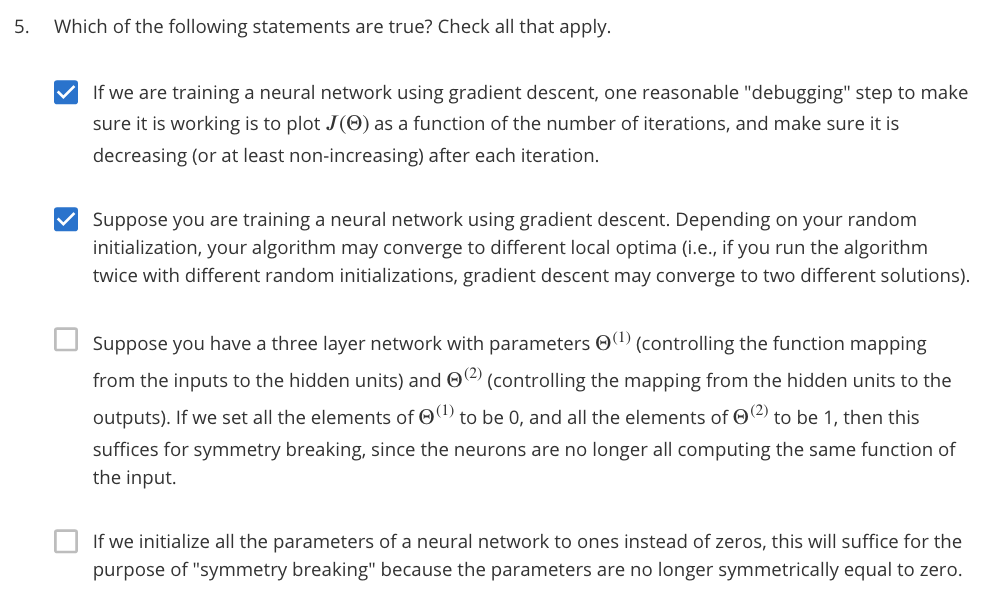 5. Which of the following statements are true? Check all that apply.
If we are training a neural network using gradient descent, one reasonable "debugging" step to make
sure it is working is to plot J(Θ) as a function of the number of iterations, and make sure it is
decreasing (or at least non-increasing) after each iteration.
Suppose you are training a neural network using gradient descent. Depending on your random
initialization, your algorithm may converge to different local optima (i.e., if you run the algorithm
twice with different random initializations, gradient descent may converge to two different solutions).
Suppose you have a three layer network with parameters Θ⁽¹⁾ (controlling the function mapping
from the inputs to the hidden units) and Θ⁽²⁾ (controlling the mapping from the hidden units to the
outputs). If we set all the elements of Θ⁽¹⁾ to be 0, and all the elements of Θ⁽²⁾ to be 1, then this
suffices for symmetry breaking, since the neurons are no longer all computing the same function of
the input.
If we initialize all the parameters of a neural network to ones instead of zeros, this will suffice for the
purpose of "symmetry breaking" because the parameters are no longer symmetrically equal to zero.